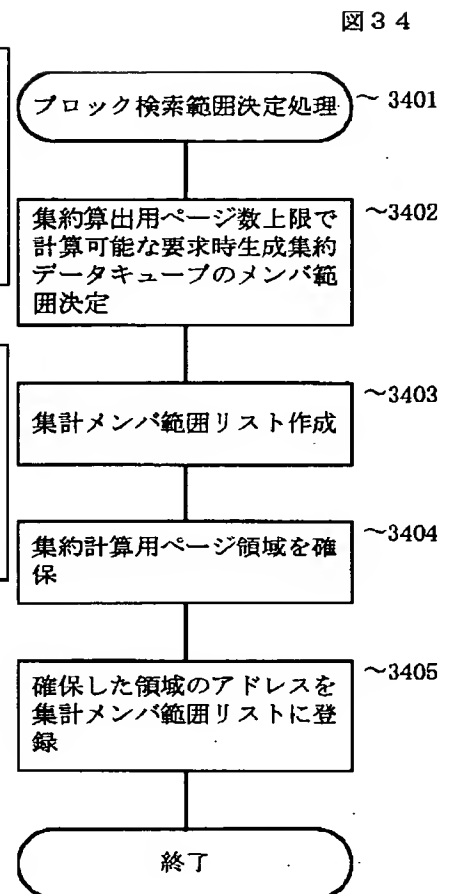 図34
ブロック検索範囲決定処理
~3401
集約算出用ページ数上限で
計算可能な要求時生成集約
データキューブのメンバ範
囲決定
~3402
集計メンバ範囲リスト作成
~3403
集約計算用ページ領域を確
保
~3404
確保した領域のアドレスを
集計メンバ範囲リストに登
録
~3405
終了